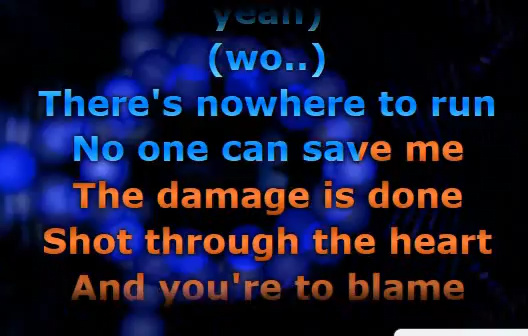 yeah)
(wo..)
There's nowhere to run
No one can save me
The damage is done
Shot through the heart
And you're to blame